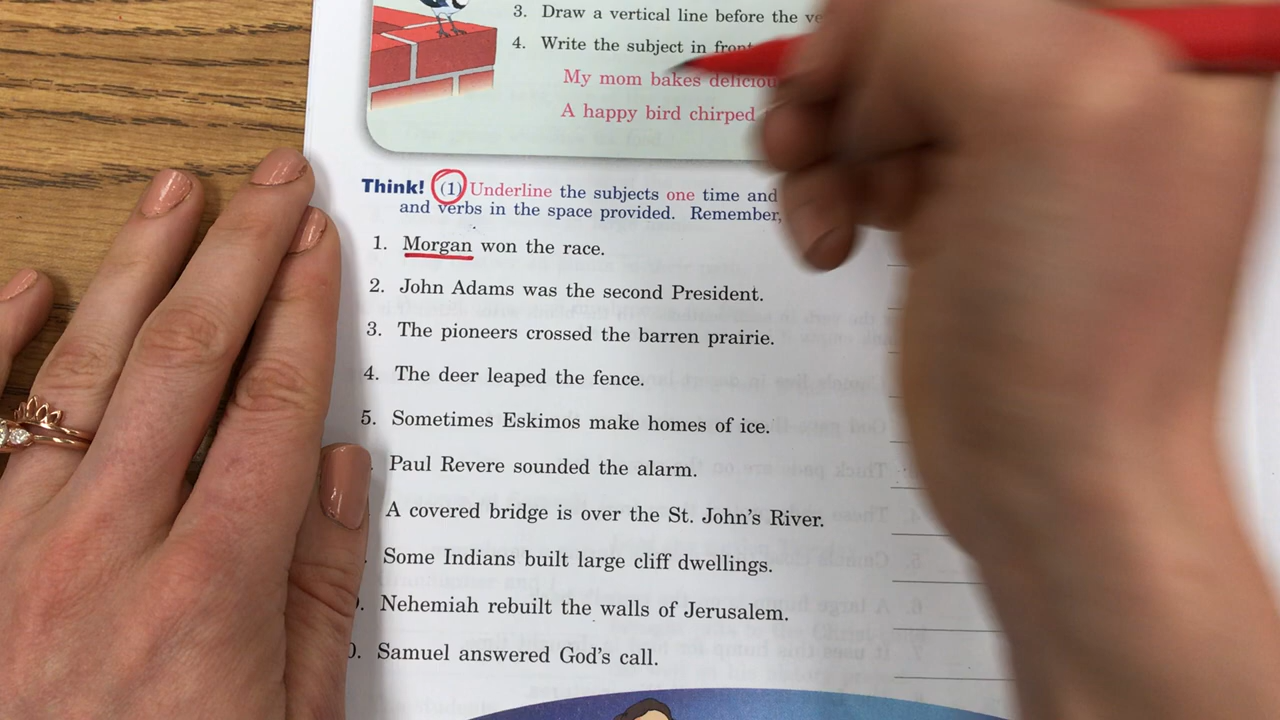 3. Draw a vertical line before the
4. Write the subject in front
My mom bakes delicious
A happy bird chirped
Think! (1) Underline the subjects one time and
and verbs in the space provided. Remember,
1. Morgan won the race.
2. John Adams was the second President.
3. The pioneers crossed the barren prairie.
4. The deer leaped the fence.
5. Sometimes Eskimos make homes of ice.
. Paul Revere sounded the alarm.
A covered bridge is over the St. John's River.
. Some Indians built large cliff dwellings.
. Nehemiah rebuilt the walls of Jerusalem.
0. Samuel answered God's call.